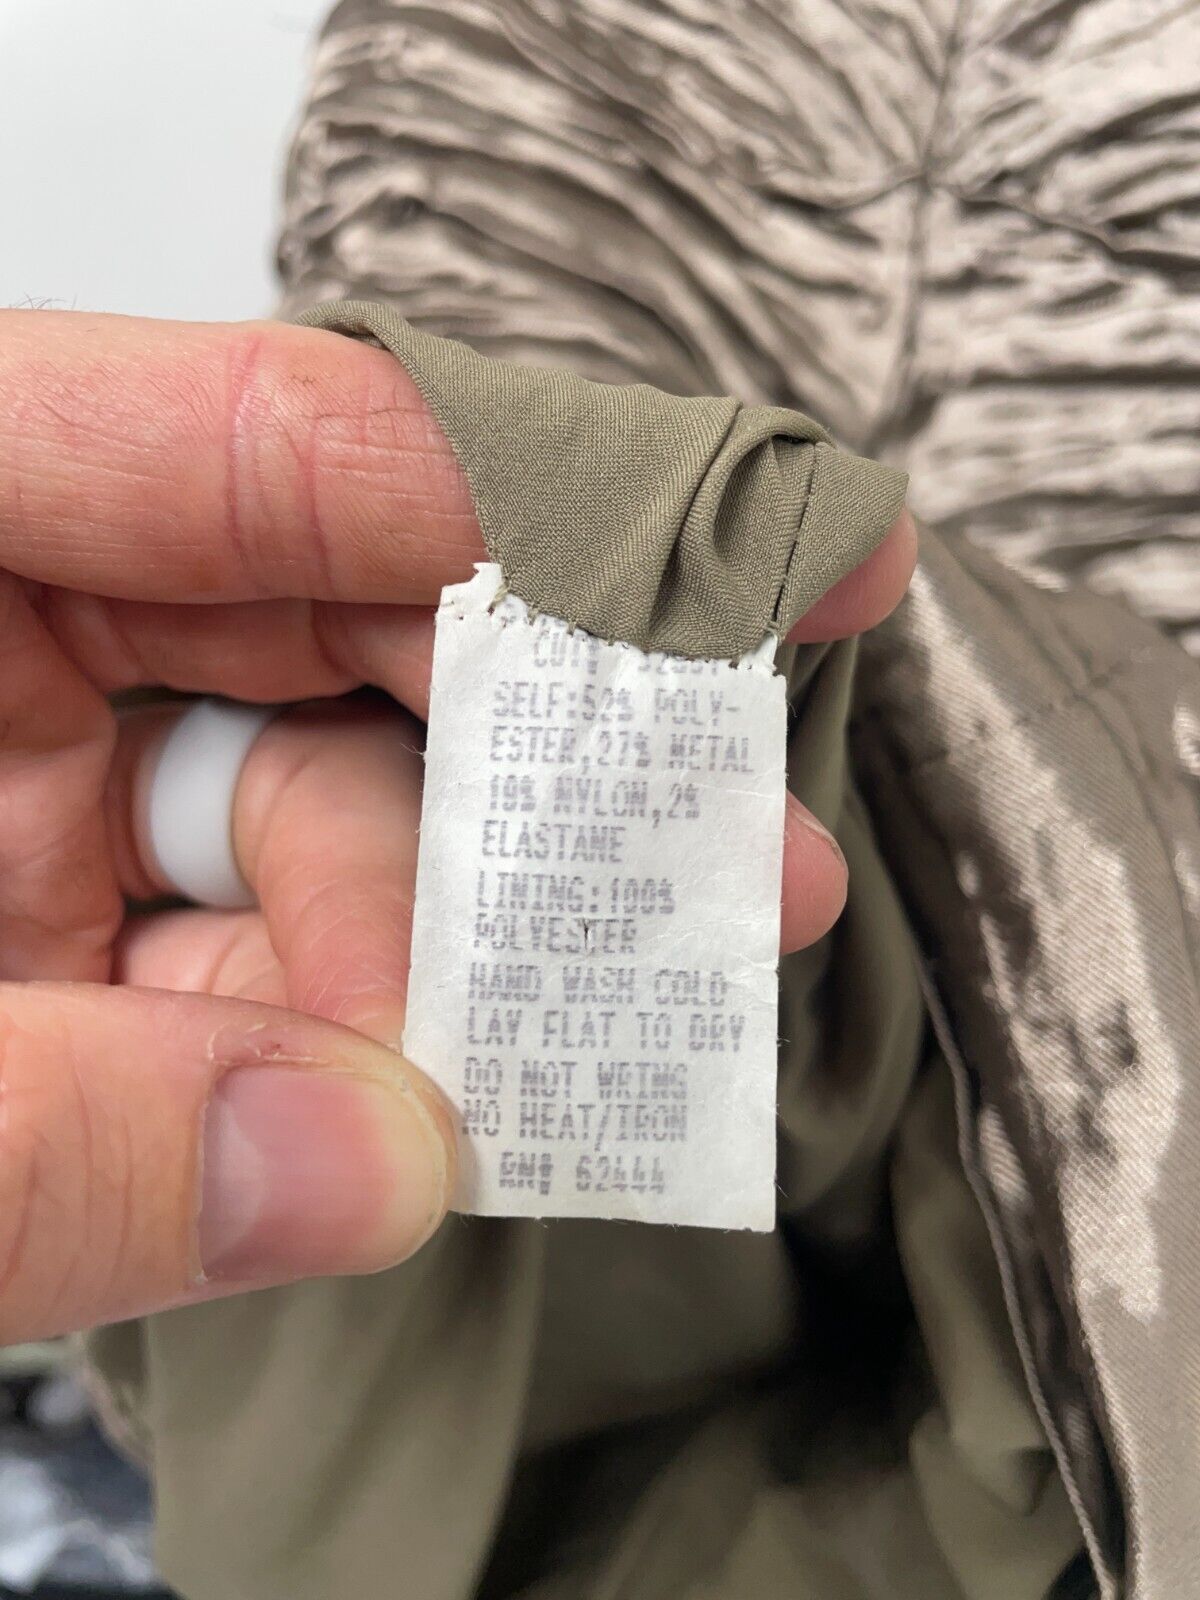 CUT#
SELF:52% POLY-
ESTER,27% METAL
19% NYLON,2%
ELASTANE
LINING:100%
POLYESTER
HAND WASH COLD
LAY FLAT TO DRY
DO NOT WRING
NO HEAT/IRON
RN# 62444